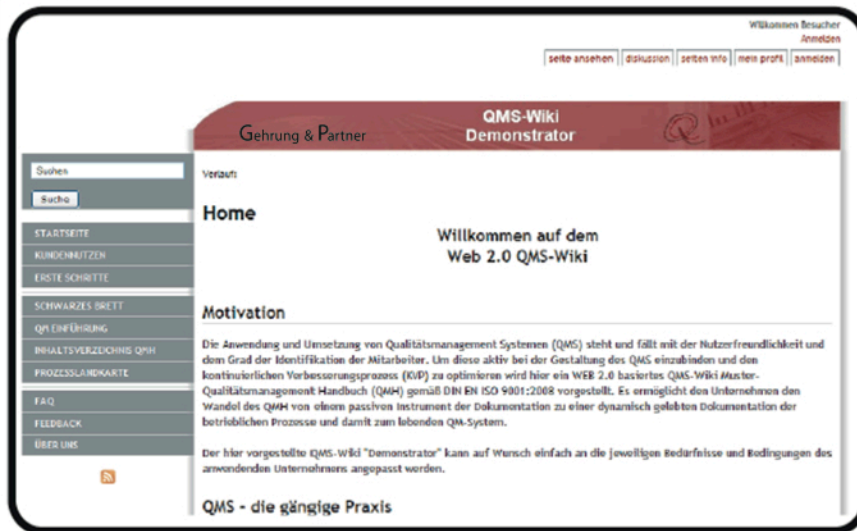 Willkommen Besucher
Anmelden
seite ansehen diskussion seiten info mein profil anmelden
Gehrung & Partner
QMS-Wiki
Demonstrator
Suchen
Suche
Verlauf:
Home
Willkommen auf dem
Web 2.0 QMS-Wiki
STARTSEITE
KUNDENNUTZEN
ERSTE SCHRITTE
SCHWARZES BRETT
QM EINFÜHRUNG
INHALTSVERZEICHNIS QMH
PROZESSLANDKARTE
FAQ
FEEDBACK
ÜBER UNS
Motivation
Die Anwendung und Umsetzung von Qualitätsmanagement Systemen (QMS) steht und fällt mit der Nutzerfreundlichkeit und
dem Grad der Identifikation der Mitarbeiter. Um diese aktiv bei der Gestaltung des QMS einzubinden und den
kontinuierlichen Verbesserungsprozess (KVP) zu optimieren wird hier ein WEB 2.0 basiertes QMS-Wiki Muster-
Qualitätsmanagement Handbuch (QMH) gemäß DIN EN ISO 9001:2008 vorgestellt. Es ermöglicht den Unternehmen den
Wandel des QMH von einem passiven Instrument der Dokumentation zu einer dynamisch gelebten Dokumentation der
betrieblichen Prozesse und damit zum lebenden QM-System.
Der hier vorgestellte QMS-Wiki "Demonstrator" kann auf Wunsch einfach an die jeweiligen Bedürfnisse und Bedingungen des
anwendenden Unternehmens angepasst werden.
QMS - die gängige Praxis